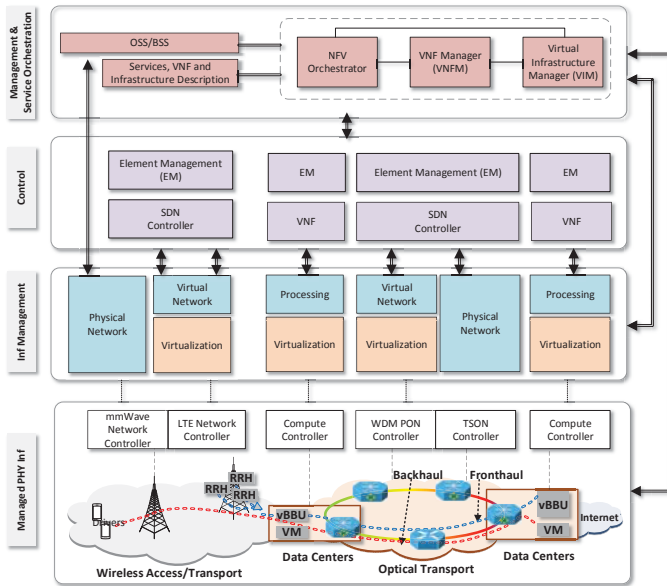 Management &
Service Orchestration
OSS/BSS
Services, VNF and
Infrastructure Description
NFV
Orchestrator
VNF Manager
(VNFM)
Virtual
Infrastructure
Manager (VIM)
Control
Element Management
(EM)
EM
Element Management (EM)
EM
SDN
Controller
VNF
SDN
Controller
VNF
Inf Management
Physical
Network
Virtual
Network
Virtualization
Processing
Virtualization
Virtual
Network
Virtualization
Physical
Network
Processing
Virtualization
Managed PHY Inf
mmWave
Network
Controller
LTE Network
Controller
Compute
Controller
WDM PON
Controller
TSON
Controller
Compute
Controller
RRH
RRH
RRH
Backhaul
Fronthaul
vBBU
VM
vBBU
VM
Internet
Data Centers
Optical Transport
Data Centers
Wireless Access/Transport